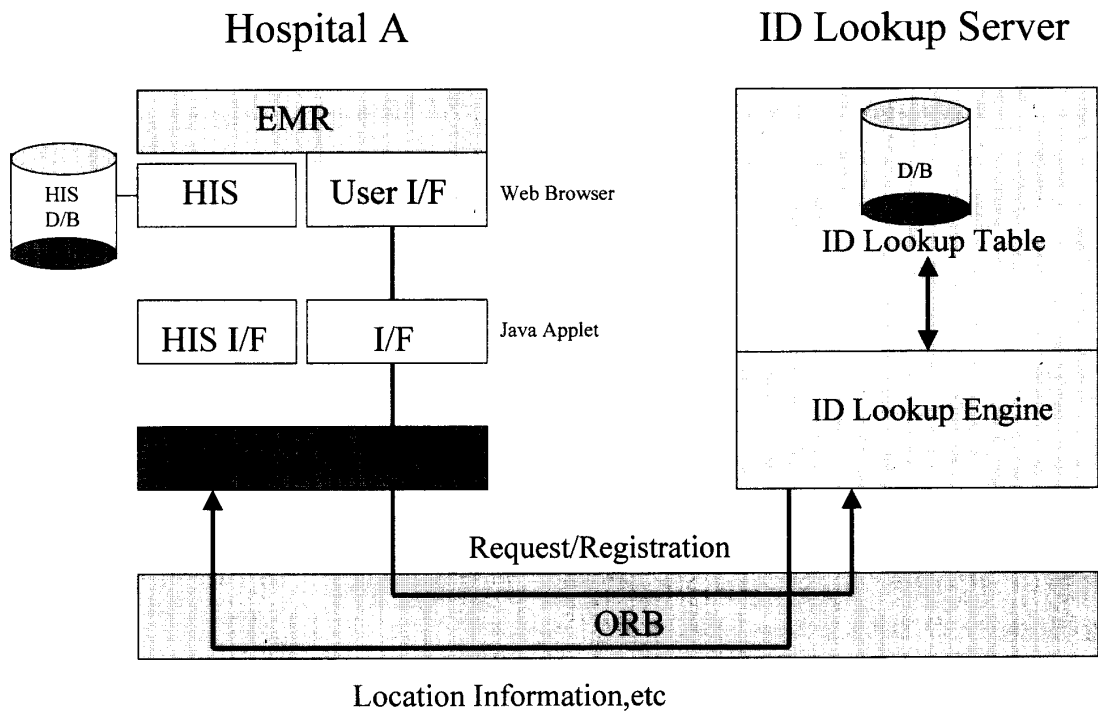 Hospital A
ID Lookup Server
EMR
HIS
D/B
HIS
User I/F
Web Browser
D/B
ID Lookup Table
HIS I/F
I/F
Java Applet
ID Lookup Engine
Request/Registration
ORB
Location Information,etc